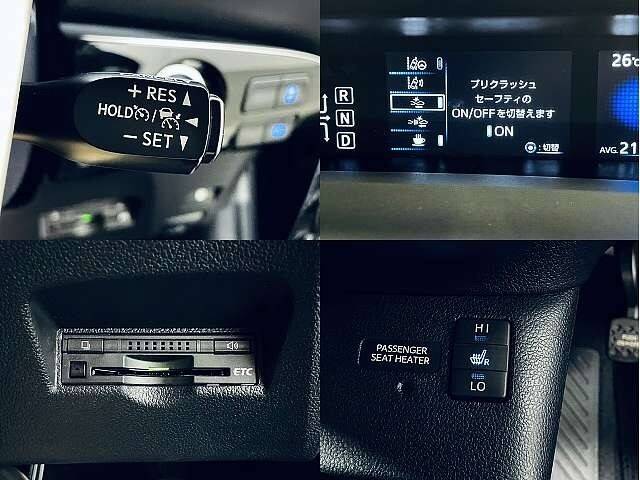 + RES ▲
HOLD / ◀
− SET ▼
R
N
D
プリクラッシュ
セーフティの
ON/OFFを切替えます
ON
:切替
26℃
AVG.21
ETC
PASSENGER
SEAT HEATER
HI
R
LO